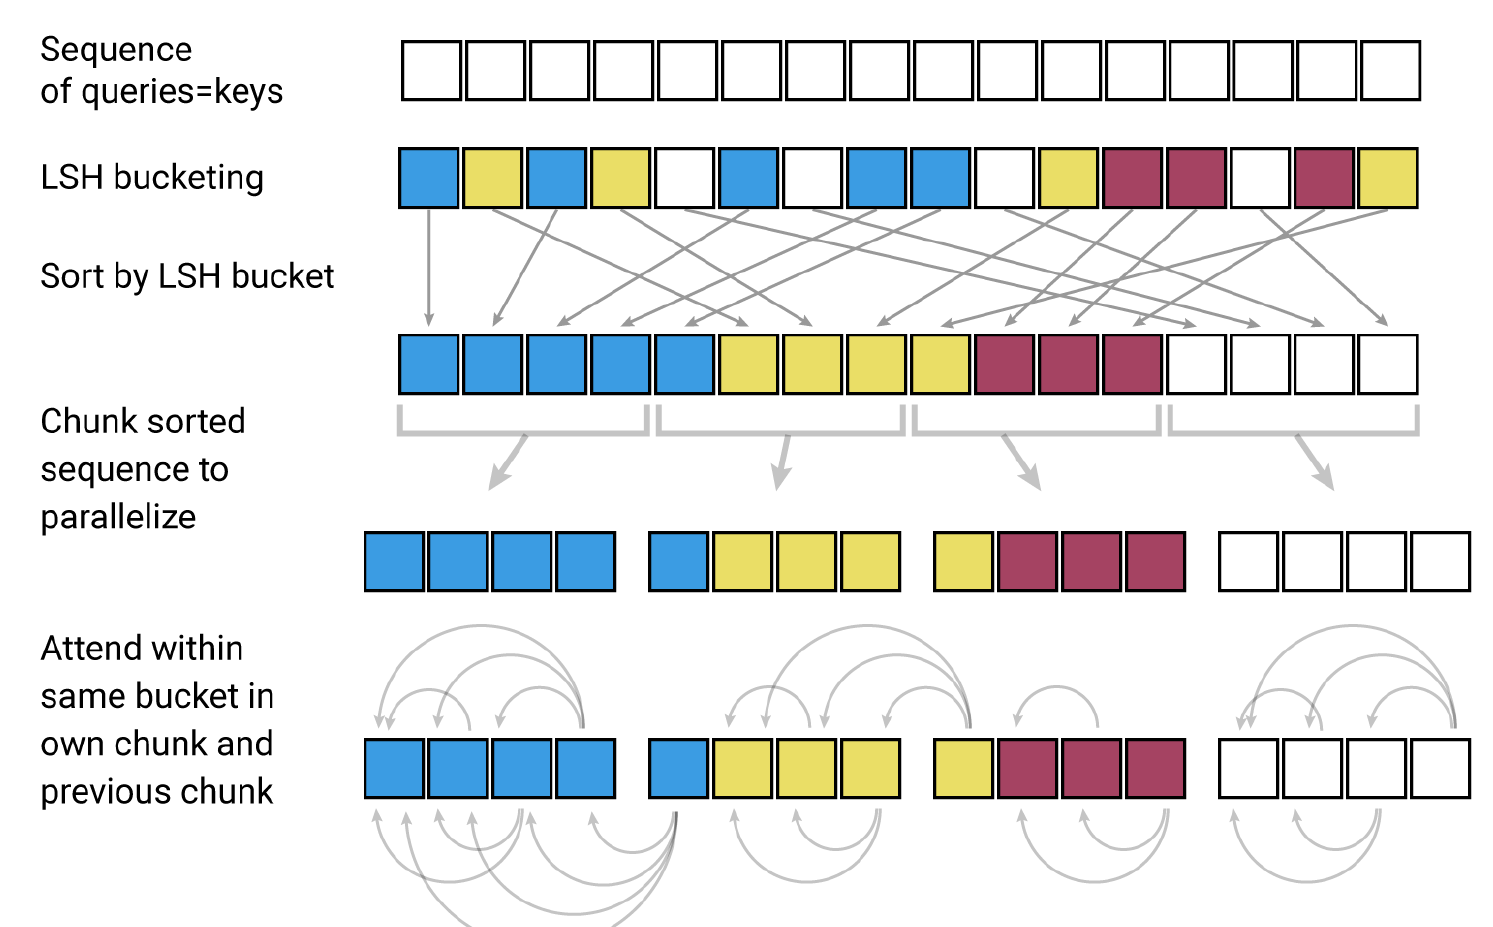 Sequence
of queries=keys
LSH bucketing
Sort by LSH bucket
Chunk sorted
sequence to
parallelize
Attend within
same bucket in
own chunk and
previous chunk